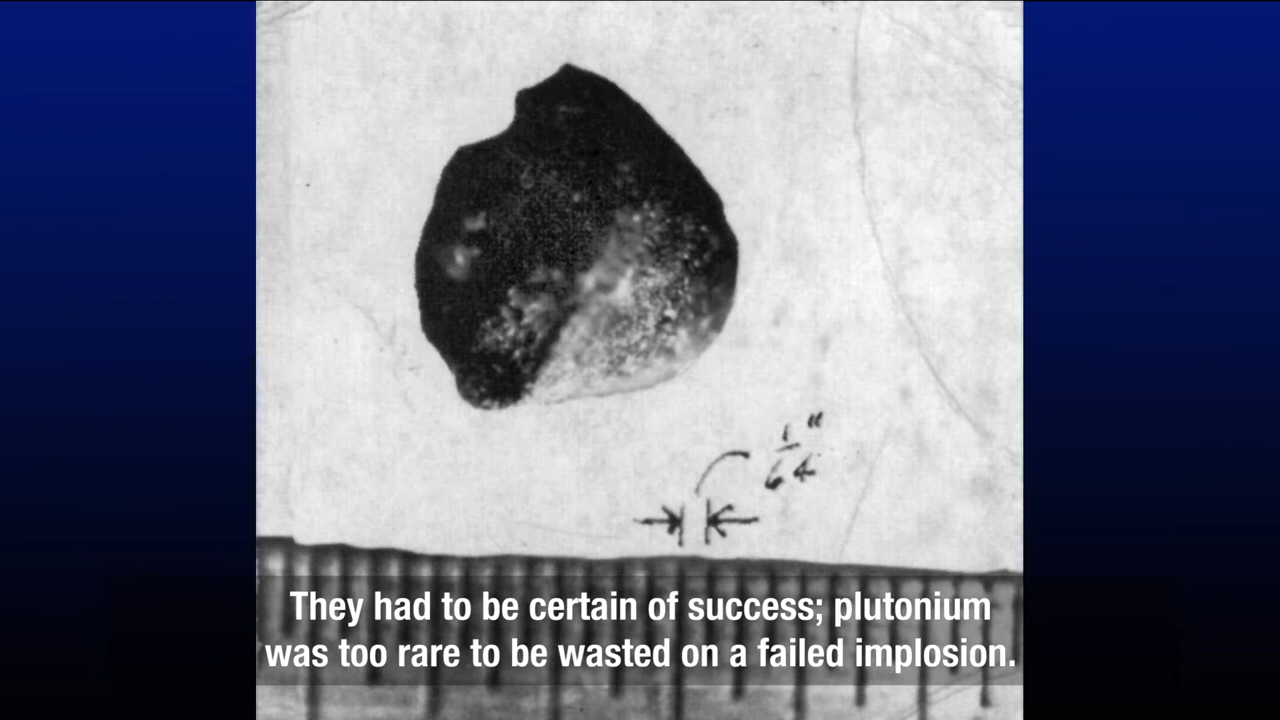 1/64"
They had to be certain of success; plutonium
was too rare to be wasted on a failed implosion.